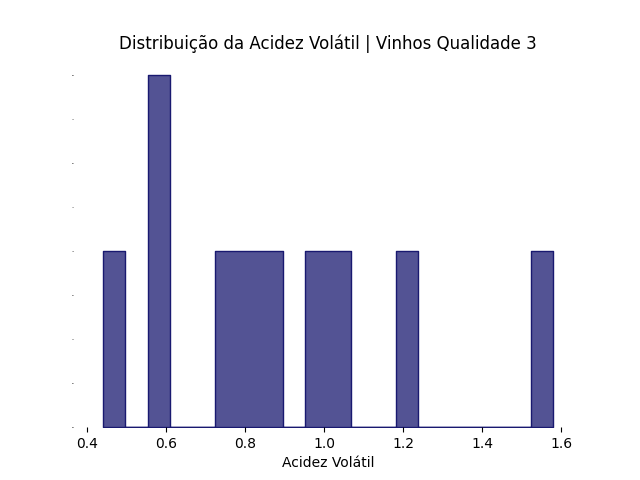 Distribuição da Acidez Volátil | Vinhos Qualidade 3
0.4 0.6 0.8 1.0 1.2 1.4 1.6
Acidez Volátil